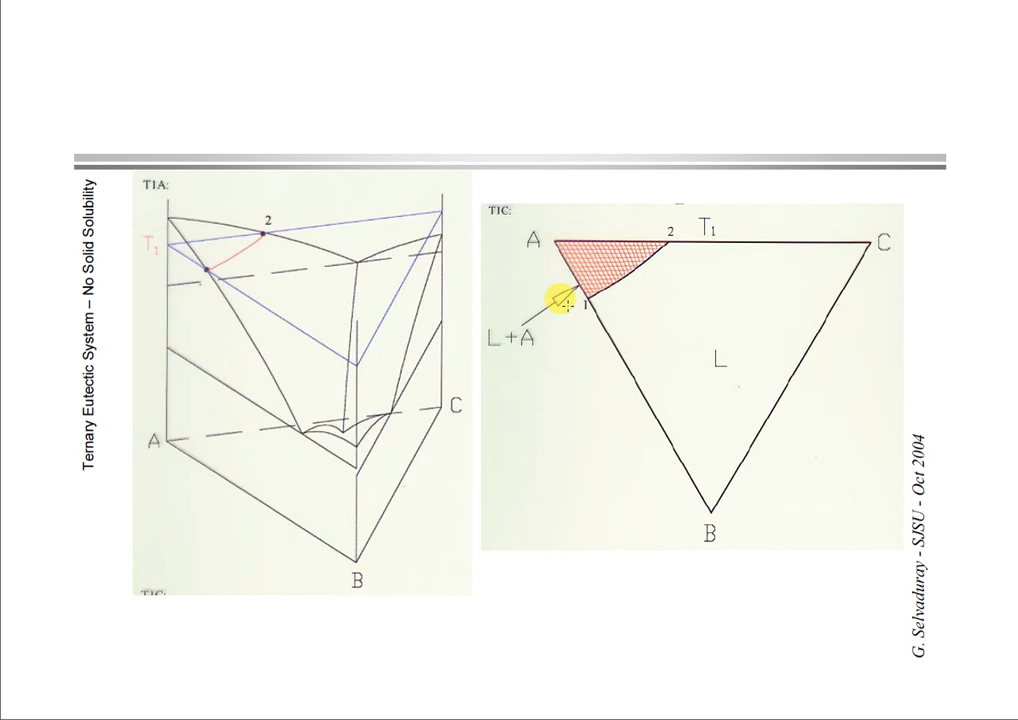 Ternary Eutectic System – No Solid Solubility
T1A:
2
T1
A
C
B
T1C:
A
2
T1
C
1
L+A
L
B
G. Selvaduray - SJSU - Oct 2004